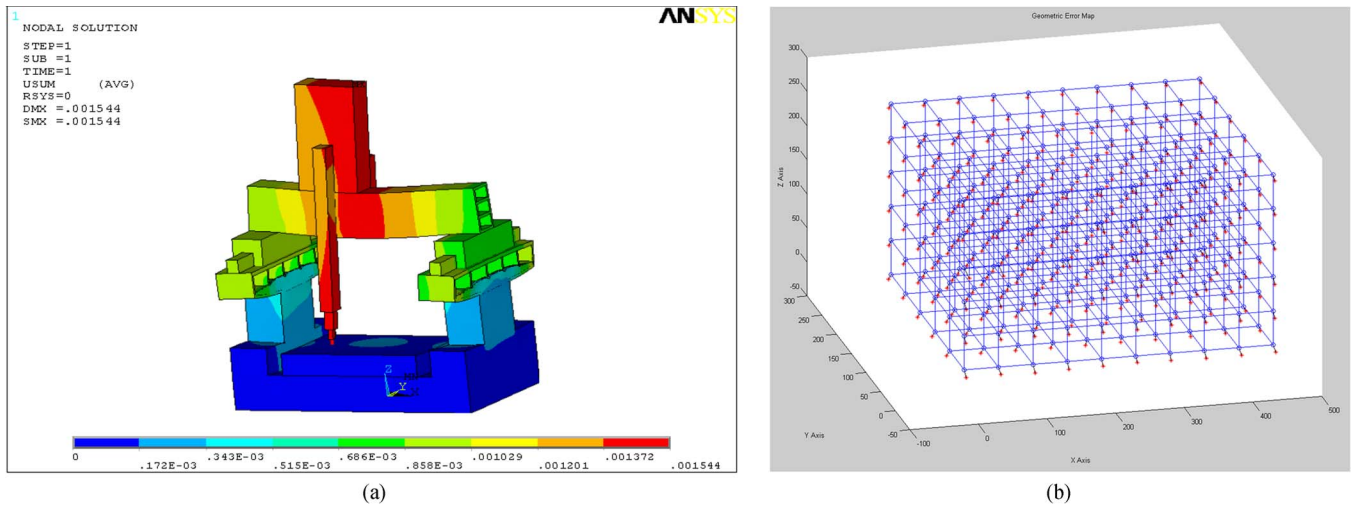 1
ANSYS
NODAL SOLUTION
STEP=1
SUB =1
TIME=1
USUM (AVG)
RSYS=0
DMX =.001544
SMX =.001544
Z
Y
X
0 .343E-03 .686E-03 .001029 .001372
.172E-03 .515E-03 .858E-03 .001201 .001544
(a)
Geometric Error Map
300
250
200
150
100
50
0
-50
Z Axis
300
250
200
150
100
50
0
-50
Y Axis
-100 0 100 200 300 400 500
X Axis
(b)